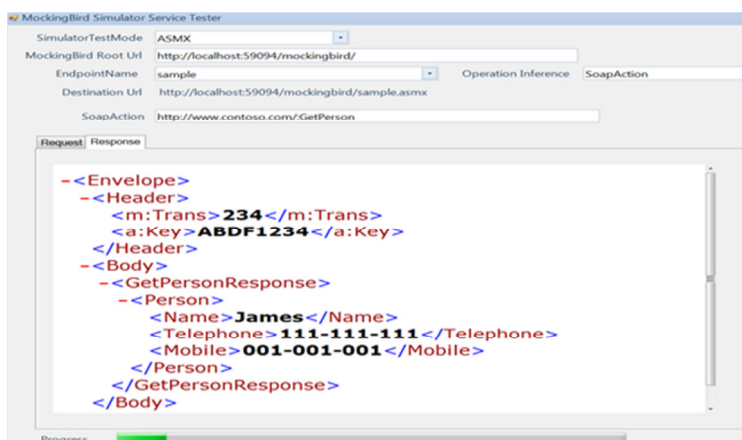 MockingBird Simulator Service Tester
SimulatorTestMode ASMX
MockingBird Root Url http://localhost:59094/mockingbird/
EndpointName sample Operation Inference SoapAction
Destination Url http://localhost:59094/mockingbird/sample.asmx
SoapAction http://www.contoso.com/:GetPerson
Request Response
-<Envelope>
-<Header>
<m:Trans>234</m:Trans>
<a:Key>ABDF1234</a:Key>
</Header>
-<Body>
-<GetPersonResponse>
-<Person>
<Name>James</Name>
<Telephone>111-111-111</Telephone>
<Mobile>001-001-001</Mobile>
</Person>
</GetPersonResponse>
</Body>
Progress